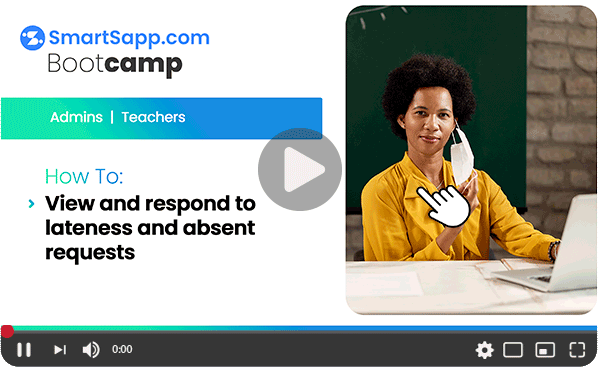 SmartSapp.com
Bootcamp
Admins | Teachers
How To:
View and respond to
lateness and absent
requests
0:00